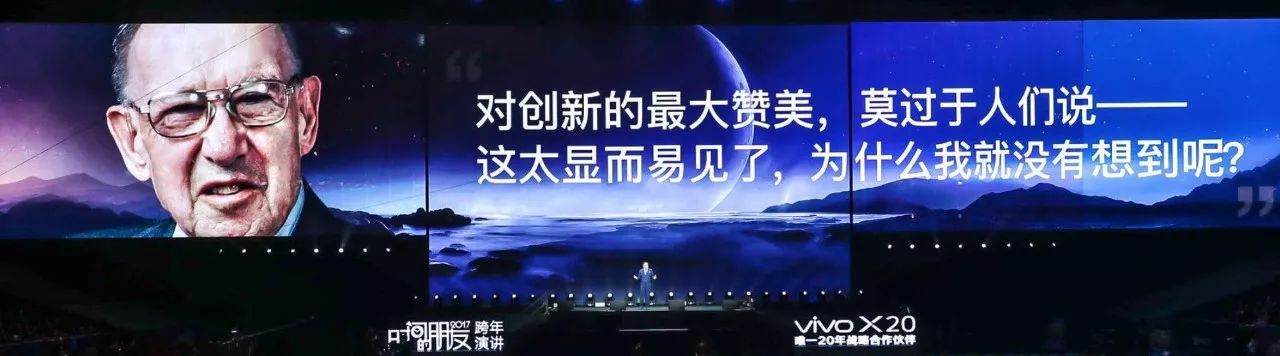 “
对创新的最大赞美，莫过于人们说——
这太显而易见了，为什么我就没有想到呢？
”
时间的朋友 2017 跨年演讲
vivo X20
唯一20年战略合作伙伴